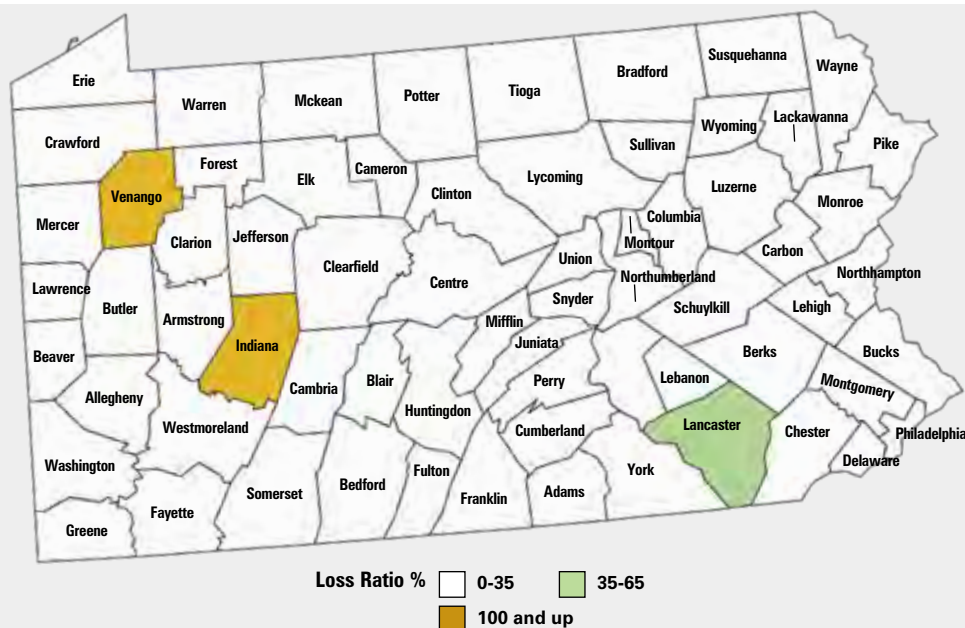 Susquehanna
Wayne
Bradford
Erie
Tioga
Potter
Mckean
Warren
Lackawanna
Wyoming
Crawford
Pike
Sullivan
Forest
Cameron
Elk
Lycoming
Luzerne
Clinton
Venango
Monroe
Columbia
Mercer
Jefferson
Clarion
Montour
Carbon
Union
Clearfield
Northhampton
Northumberland
Centre
Lawrence
Snyder
Schuylkill
Lehigh
Butler
Armstrong
Mifflin
Indiana
Juniata
Bucks
Beaver
Berks
Blair
Lebanon
Perry
Cambria
Montgomery
Allegheny
Huntingdon
Lancaster
Westmoreland
Cumberland
Chester
Philadelphia
Delaware
Washington
Fulton
York
Bedford
Adams
Somerset
Franklin
Fayette
Greene
Loss Ratio %
0-35
35-65
100 and up